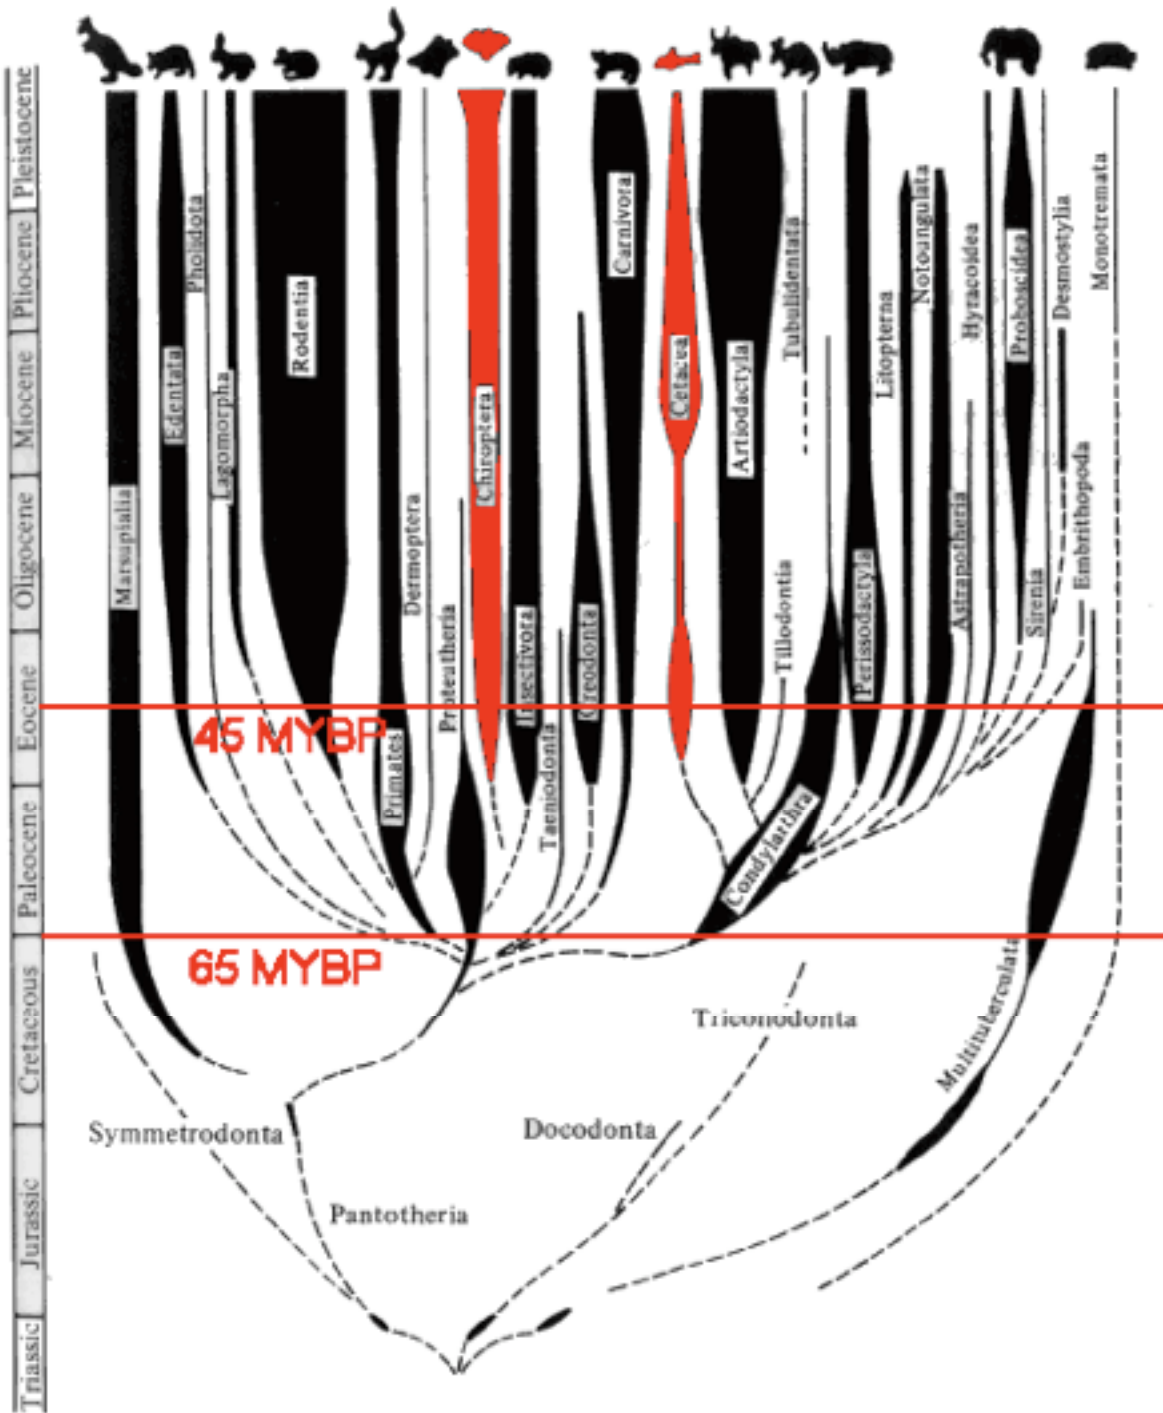 Pleistocene
Pliocene
Miocene
Oligocene
Eocene
Paleocene
Cretaceous
Jurassic
Triassic
Marsupialia
Edentata
Pholidota
Lagomorpha
Rodentia
Primates
Dermoptera
Proteutheria
Chiroptera
Insectivora
Taeniodonta
Creodonta
Carnivora
Cetacea
Artiodactyla
Tillodontia
Tubulidentata
Condylarthra
Perissodactyla
Litopterna
Notoungulata
Astrapotheria
Hyracoidea
Proboscidea
Sirenia
Desmostylia
Embrithopoda
Monotremata
45 MYBP
65 MYBP
Triconodonta
Multituberculata
Symmetrodonta
Docodonta
Pantotheria